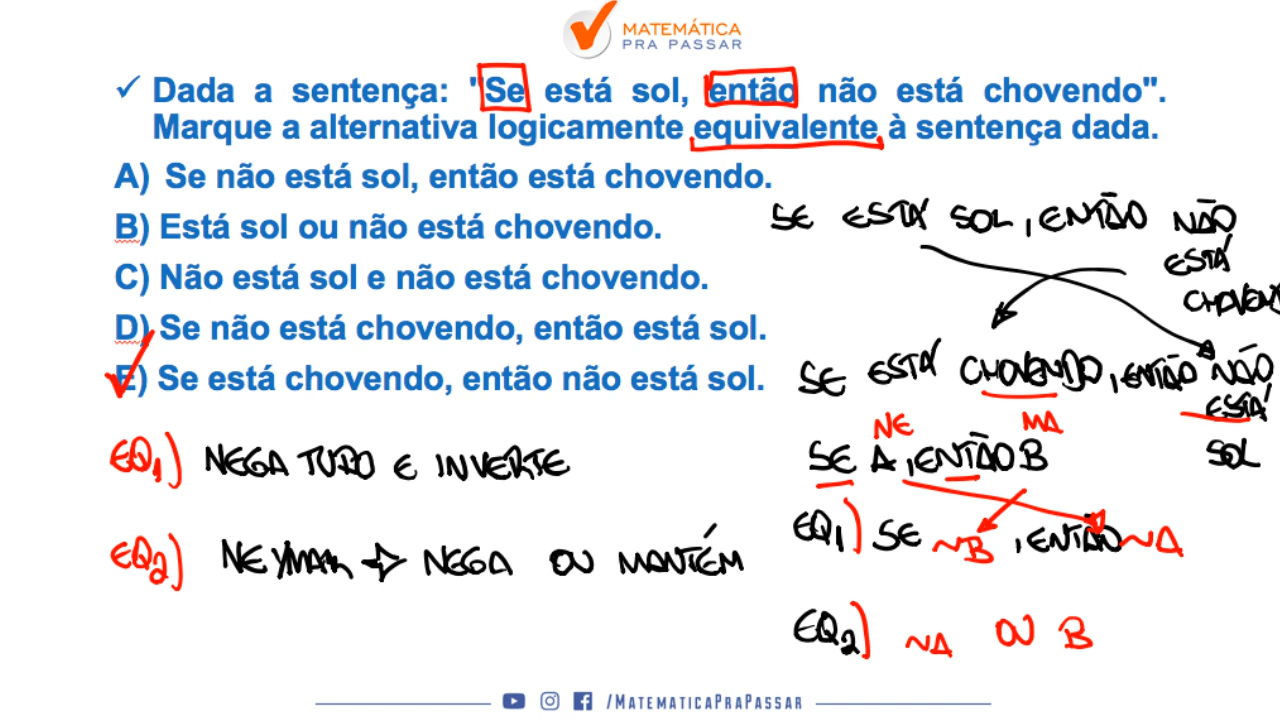 MATEMÁTICA
PRA PASSAR
✓ Dada a sentença: "Se está sol, então não está chovendo".
Marque a alternativa logicamente equivalente à sentença dada.
A) Se não está sol, então está chovendo.
B) Está sol ou não está chovendo.
C) Não está sol e não está chovendo.
D) Se não está chovendo, então está sol.
E) Se está chovendo, então não está sol.
SE ESTÁ SOL, ENTÃO NÃO
ESTÁ
CHOVEND
SE ESTÁ CHOVENDO, ENTÃO NÃO
ESTÁ
SOL
NE MA
SE A, ENTÃO B
EQ1) SE ~B, ENTÃO ~A
EQ2) ~A OU B
EQ1) NEGA TUDO E INVERTE
EQ2) NEYMAR → NEGA OU MANTÉM
/MATEMATICAPRAPASSAR